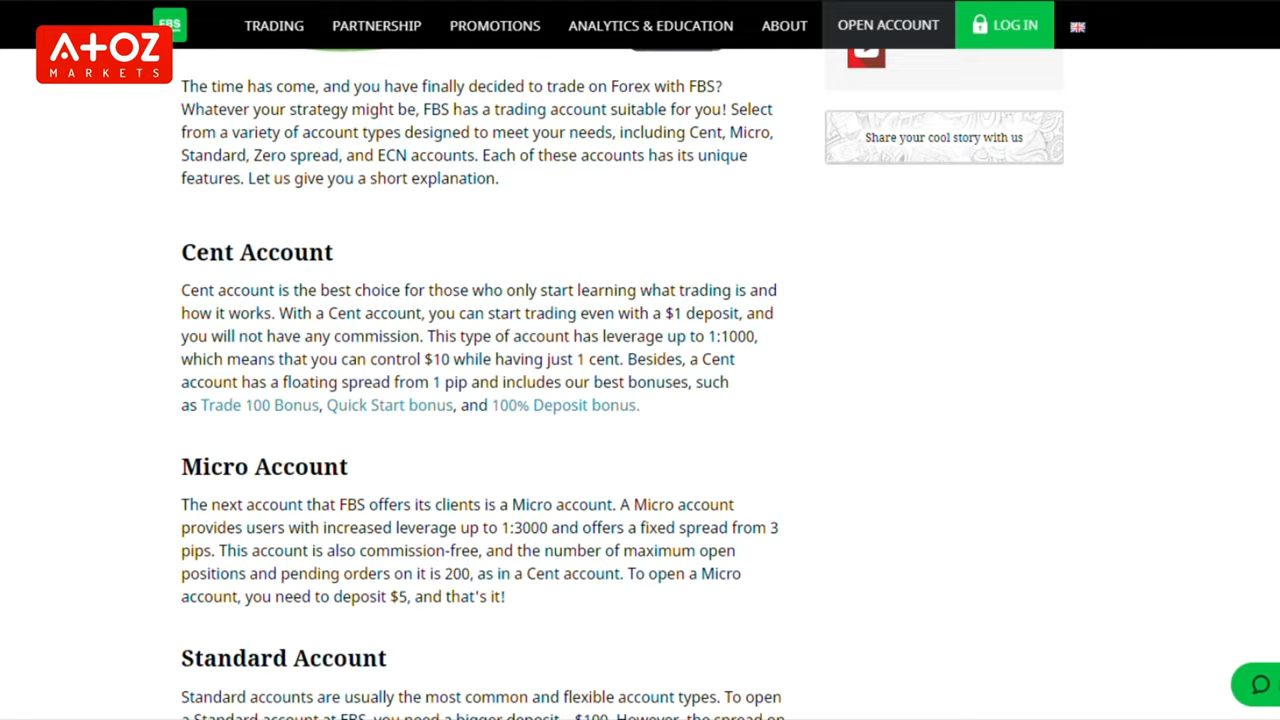 FBS
TRADING
PARTNERSHIP
PROMOTIONS
ANALYTICS & EDUCATION
ABOUT
OPEN ACCOUNT
LOG IN
A+OZ
MARKETS
The time has come, and you have finally decided to trade on Forex with FBS?
Whatever your strategy might be, FBS has a trading account suitable for you! Select
from a variety of account types designed to meet your needs, including Cent, Micro,
Standard, Zero spread, and ECN accounts. Each of these accounts has its unique
features. Let us give you a short explanation.
Share your cool story with us
Cent Account
Cent account is the best choice for those who only start learning what trading is and
how it works. With a Cent account, you can start trading even with a $1 deposit, and
you will not have any commission. This type of account has leverage up to 1:1000,
which means that you can control $10 while having just 1 cent. Besides, a Cent
account has a floating spread from 1 pip and includes our best bonuses, such
as Trade 100 Bonus, Quick Start bonus, and 100% Deposit bonus.
Micro Account
The next account that FBS offers its clients is a Micro account. A Micro account
provides users with increased leverage up to 1:3000 and offers a fixed spread from 3
pips. This account is also commission-free, and the number of maximum open
positions and pending orders on it is 200, as in a Cent account. To open a Micro
account, you need to deposit $5, and that's it!
Standard Account
Standard accounts are usually the most common and flexible account types. To open
a Standard account at FBS, you need a bigger deposit – $100. However, the spread on